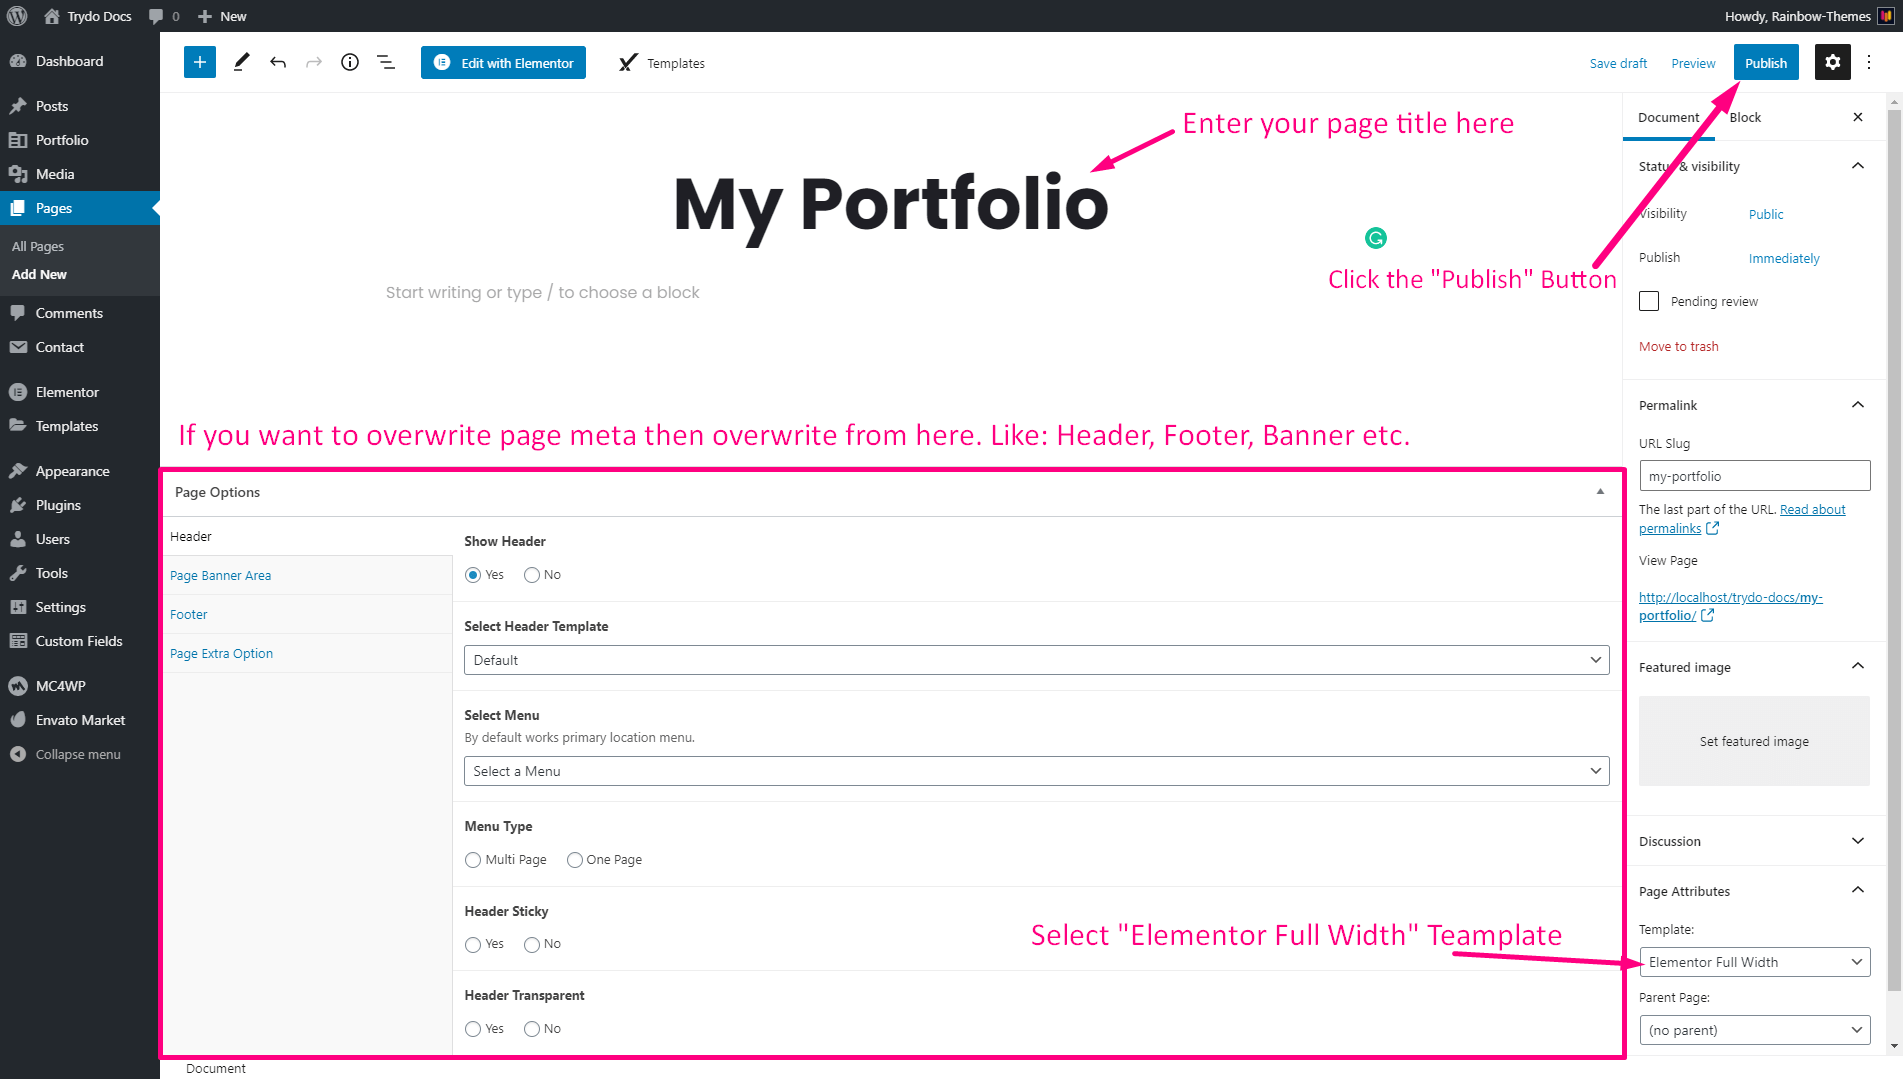 Trydo Docs
0
New
Howdy, Rainbow-Themes
Dashboard
Posts
Portfolio
Media
Pages
All Pages
Add New
Comments
Contact
Elementor
Templates
Appearance
Plugins
Users
Tools
Settings
Custom Fields
MC4WP
Envato Market
Collapse menu
Edit with Elementor
Templates
Save draft
Preview
Publish
Enter your page title here
My Portfolio
Click the "Publish" Button
Start writing or type / to choose a block
If you want to overwrite page meta then overwrite from here. Like: Header, Footer, Banner etc.
Page Options
Header
Page Banner Area
Footer
Page Extra Option
Show Header
Yes
No
Select Header Template
Default
Select Menu
By default works primary location menu.
Select a Menu
Menu Type
Multi Page
One Page
Header Sticky
Yes
No
Select "Elementor Full Width" Teamplate
Header Transparent
Yes
No
Document
Document
Block
Status & visibility
Visibility
Public
Publish
Immediately
Pending review
Move to trash
Permalink
URL Slug
my-portfolio
The last part of the URL. Read about
permalinks
View Page
http://localhost/trydo-docs/my-
portfolio/
Featured image
Set featured image
Discussion
Page Attributes
Template:
Elementor Full Width
Parent Page:
(no parent)